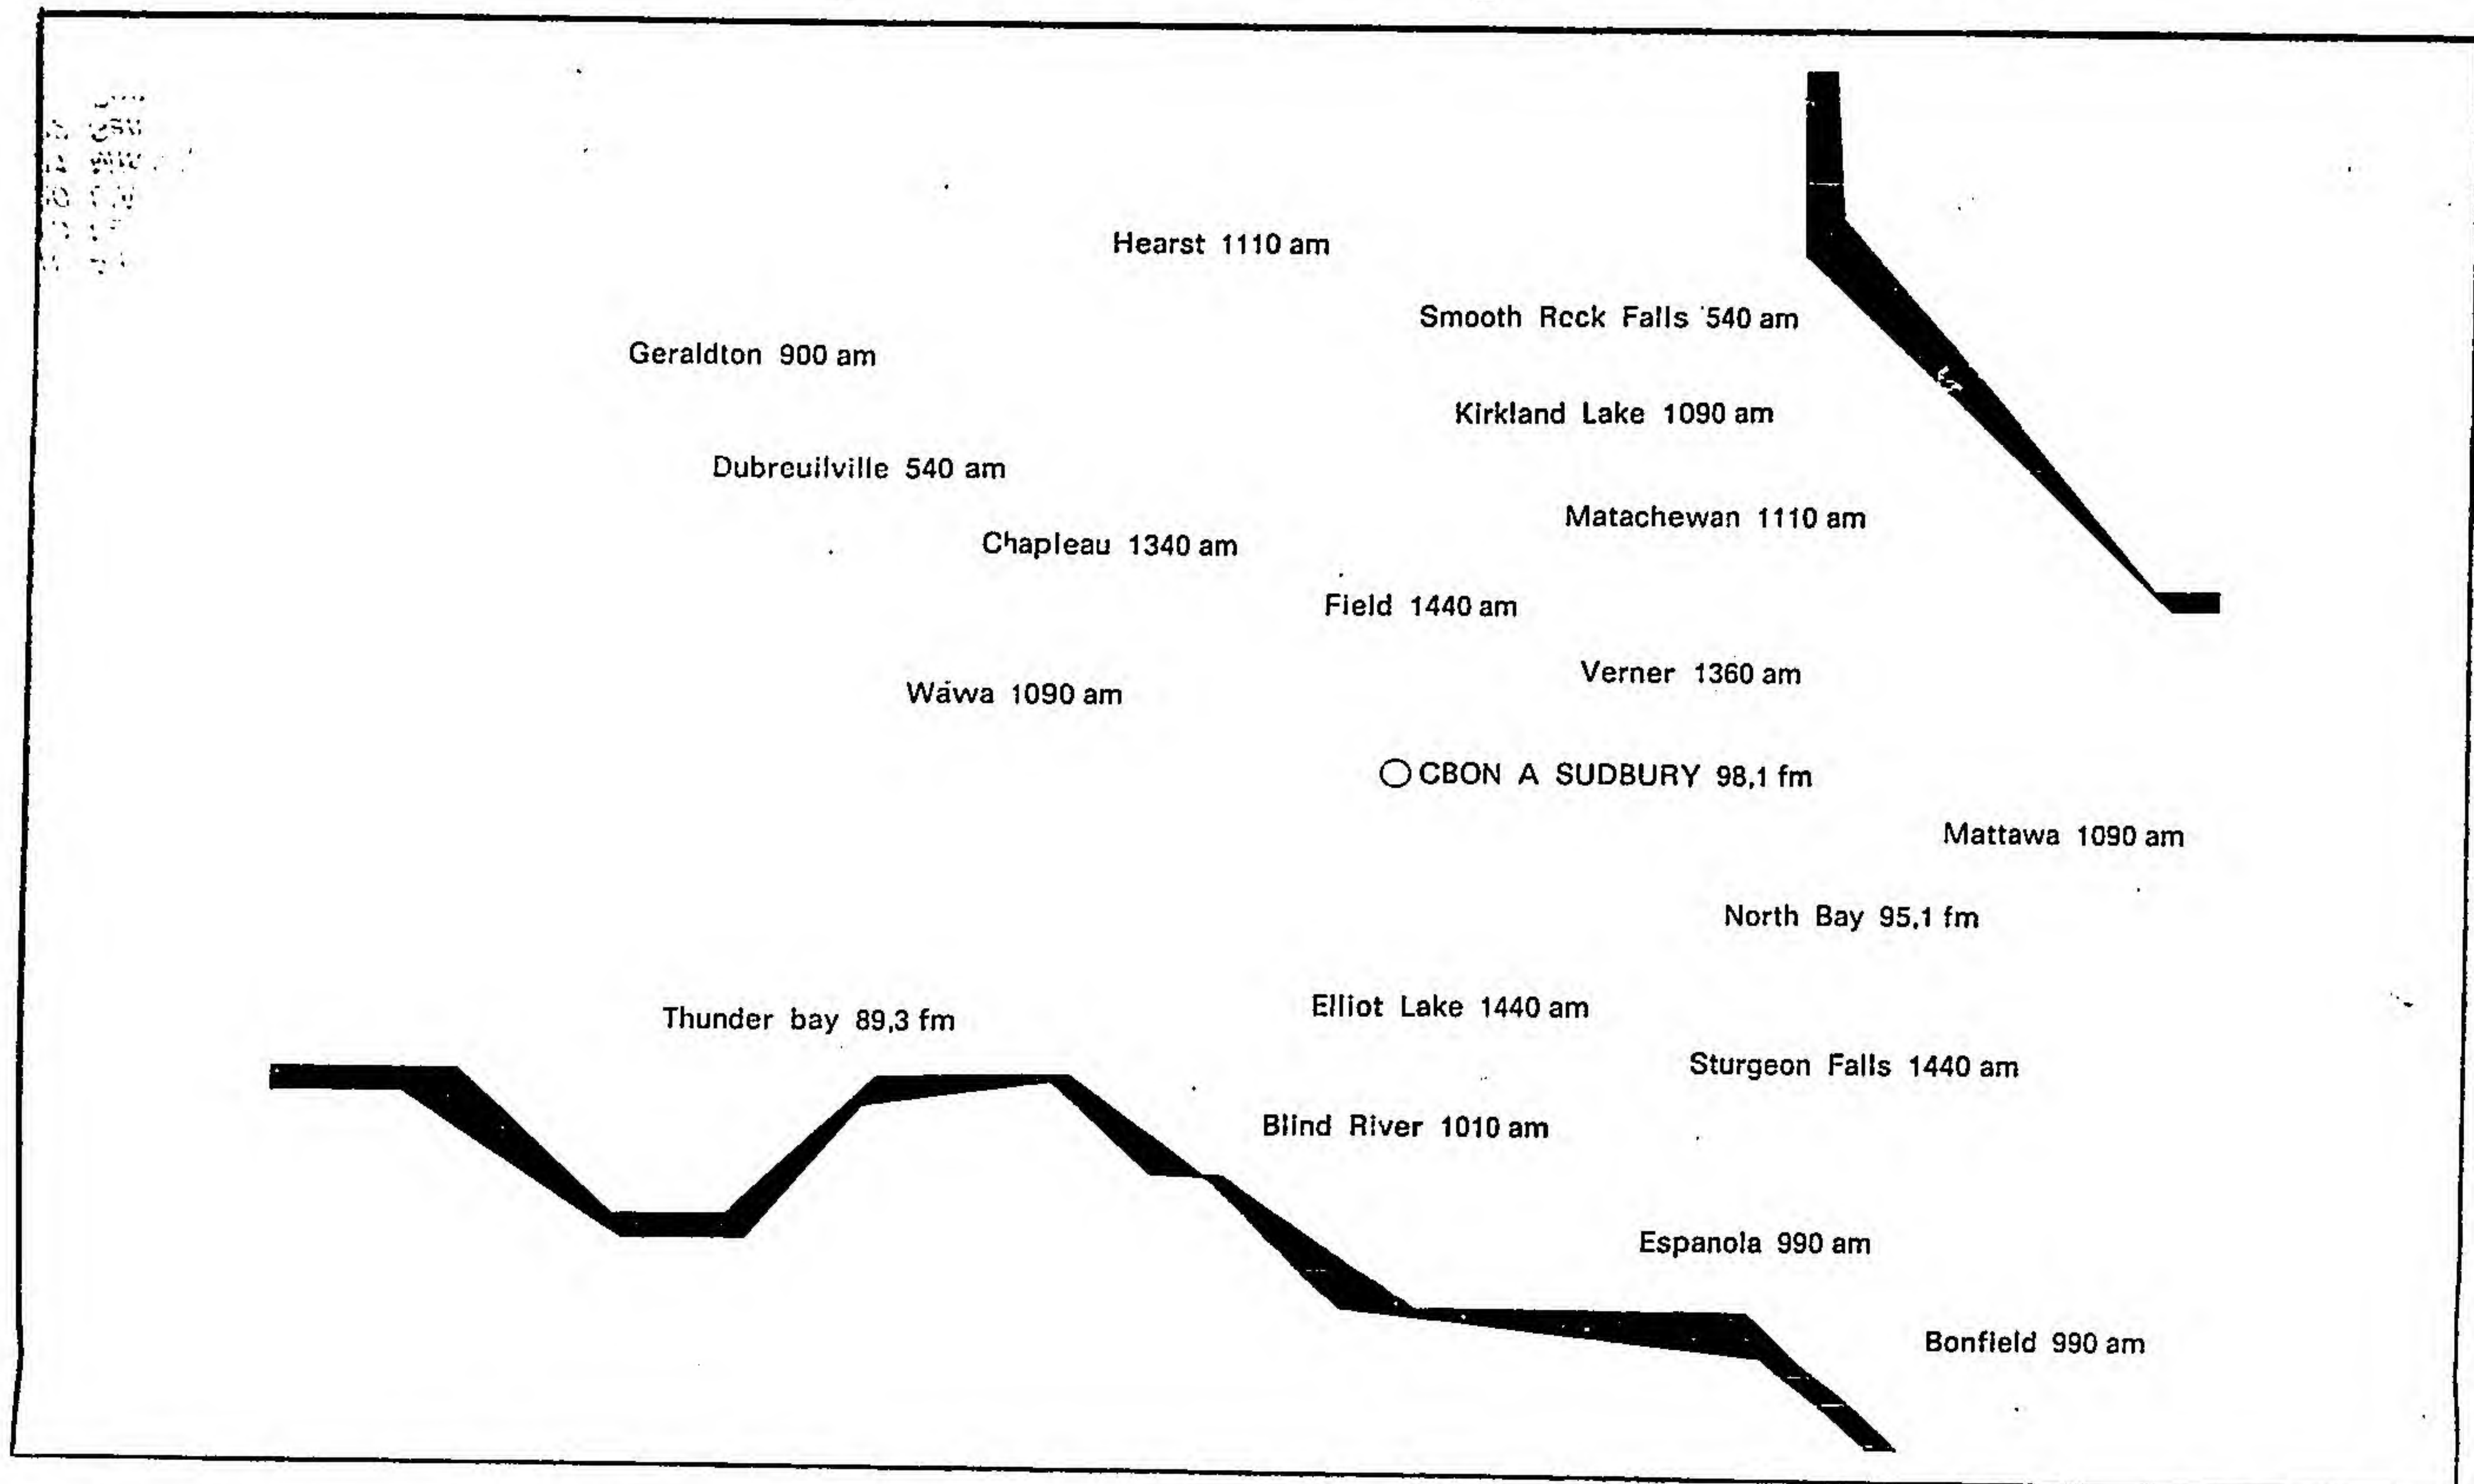 Hearst 1110 am
Smooth Rock Falls 540 am
Geraldton 900 am
Kirkland Lake 1090 am
Dubreuilville 540 am
Matachewan 1110 am
Chapleau 1340 am
Field 1440 am
Verner 1360 am
Wawa 1090 am
CBON A SUDBURY 98,1 fm
Mattawa 1090 am
North Bay 95,1 fm
Elliot Lake 1440 am
Thunder bay 89,3 fm
Sturgeon Falls 1440 am
Blind River 1010 am
Espanola 990 am
Bonfield 990 am